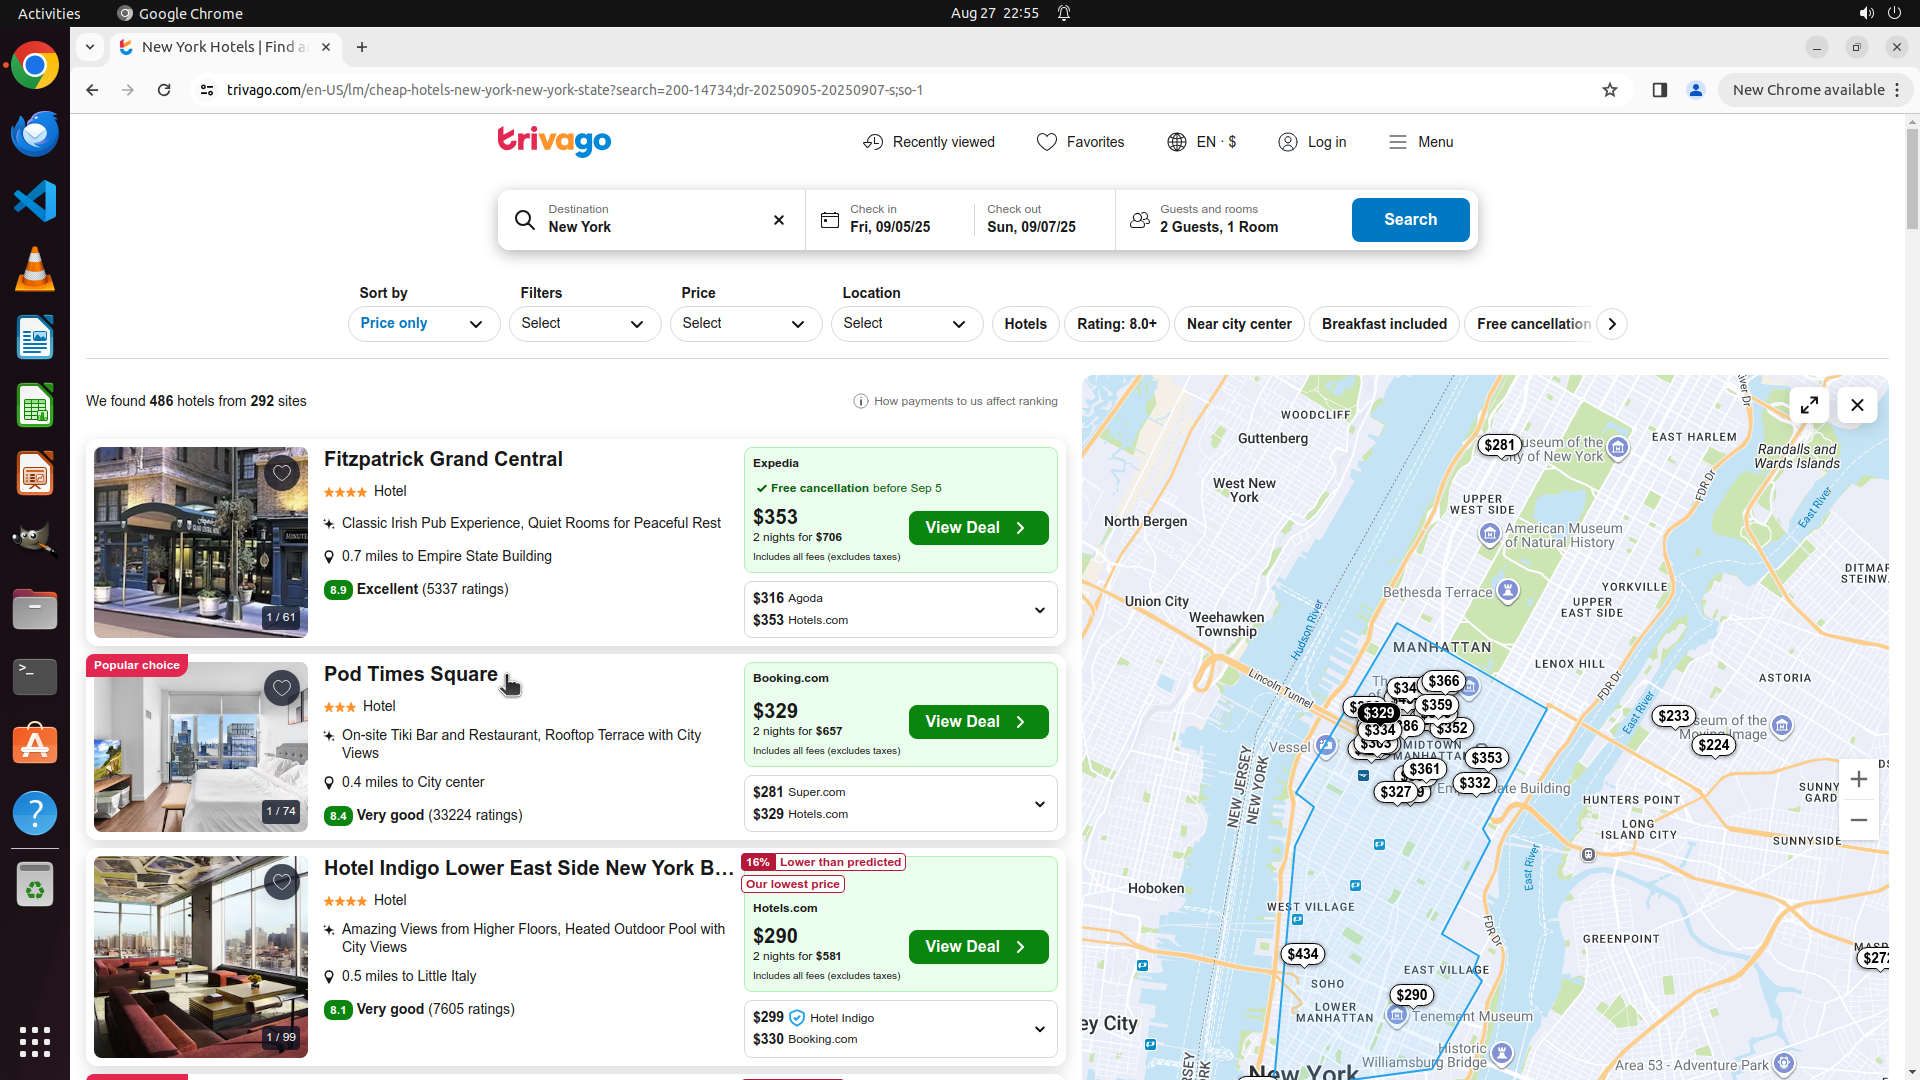 Activities
Google Chrome
Aug 27 22:55
New York Hotels | Find a
trivago.com/en-US/lm/cheap-hotels-new-york-new-york-state?search=200-14734;dr-20250905-20250907-s;so-1
New Chrome available
trivago
Recently viewed
Favorites
EN · $
Log in
Menu
Destination
New York
Check in
Fri, 09/05/25
Check out
Sun, 09/07/25
Guests and rooms
2 Guests, 1 Room
Search
Sort by
Price only
Filters
Select
Price
Select
Location
Select
Hotels
Rating: 8.0+
Near city center
Breakfast included
Free cancellation
We found 486 hotels from 292 sites
How payments to us affect ranking
Fitzpatrick Grand Central
Hotel
Classic Irish Pub Experience, Quiet Rooms for Peaceful Rest
0.7 miles to Empire State Building
8.9 Excellent (5337 ratings)
1 / 61
Expedia
Free cancellation before Sep 5
$353
2 nights for $706
Includes all fees (excludes taxes)
View Deal
$316 Agoda
$353 Hotels.com
Popular choice
Pod Times Square
Hotel
On-site Tiki Bar and Restaurant, Rooftop Terrace with City
Views
0.4 miles to City center
8.4 Very good (33224 ratings)
1 / 74
Booking.com
$329
2 nights for $657
Includes all fees (excludes taxes)
View Deal
$281 Super.com
$329 Hotels.com
Hotel Indigo Lower East Side New York B...
Hotel
Amazing Views from Higher Floors, Heated Outdoor Pool with
City Views
0.5 miles to Little Italy
8.1 Very good (7605 ratings)
1 / 99
16% Lower than predicted
Our lowest price
Hotels.com
$290
2 nights for $581
Includes all fees (excludes taxes)
View Deal
$299 Hotel Indigo
$330 Booking.com
WOODCLIFF
Guttenberg
West New
York
North Bergen
Union City
Weehawken
Township
Hudson River
Lincoln Tunnel
$281
useum of the
ity of New York
EAST HARLEM
Randalls and
Wards Islands
FDR Dr
East River
UPPER
WEST SIDE
American Museum
of Natural History
DITMAR
STEINW
YORKVILLE
UPPER
EAST SIDE
Bethesda Terrace
MANHATTAN
LENOX HILL
FDR Dr
ASTORIA
$366
$359
$329
$334
$352
MIDTOWN
MANHATTAN
$353
$361
$332
$327
Vessel
$233
$224
seum of the
Moving Image
East River
HUNTERS POINT
LONG
ISLAND CITY
SUNNY
GARD
SUNNYSIDE
NEW JERSEY
NEW YORK
Hoboken
WEST VILLAGE
East River
FDR Dr
GREENPOINT
$434
EAST VILLAGE
SOHO
$290
LOWER
MANHATTAN
Tenement Museum
ey City
Historic
Williamsburg Bridge
Area 53 - Adventure Park
New York